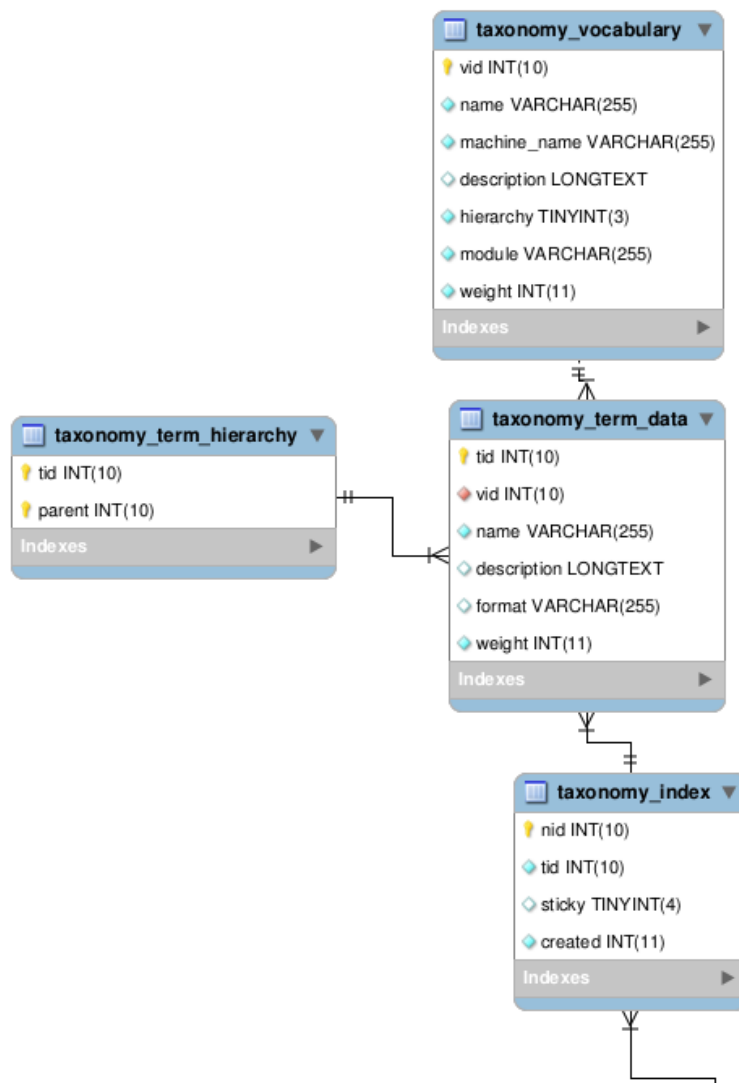 taxonomy_vocabulary
vid INT(10)
name VARCHAR(255)
machine_name VARCHAR(255)
description LONGTEXT
hierarchy TINYINT(3)
module VARCHAR(255)
weight INT(11)
Indexes
taxonomy_term_hierarchy
tid INT(10)
parent INT(10)
Indexes
taxonomy_term_data
tid INT(10)
vid INT(10)
name VARCHAR(255)
description LONGTEXT
format VARCHAR(255)
weight INT(11)
Indexes
taxonomy_index
nid INT(10)
tid INT(10)
sticky TINYINT(4)
created INT(11)
Indexes